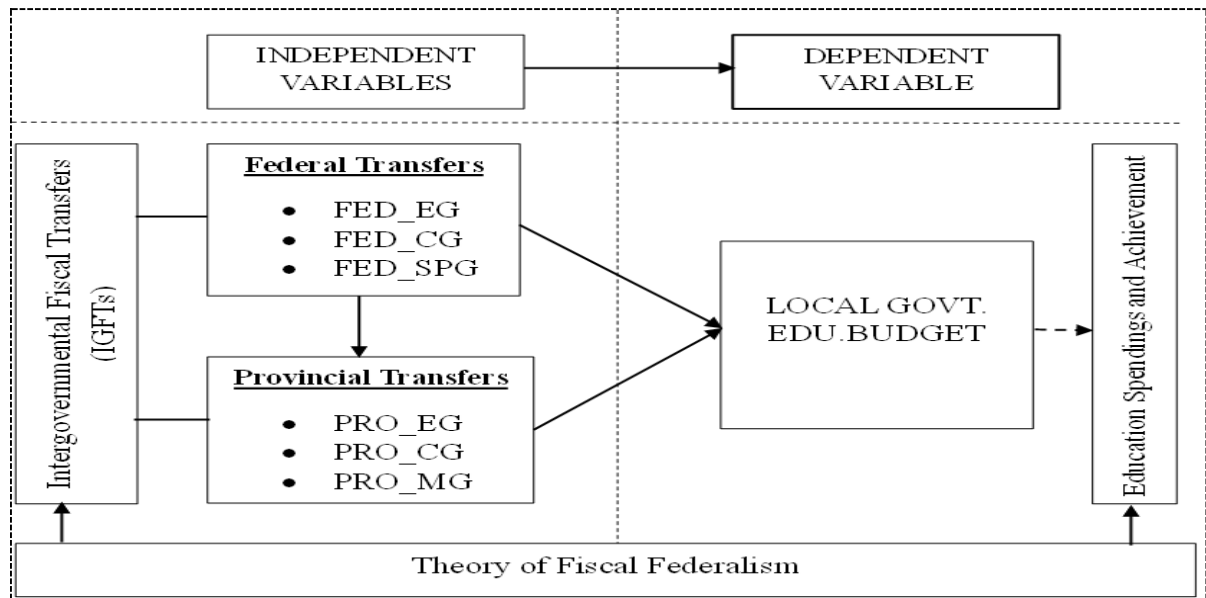 INDEPENDENT
VARIABLES
DEPENDENT
VARIABLE
Intergovernmental Fiscal Transfers
(IGFTs)
Federal Transfers
• FED_EG
• FED_CG
• FED_SPG
Provincial Transfers
• PRO_EG
• PRO_CG
• PRO_MG
LOCAL GOVT.
EDU.BUDGET
Education Spendings and Achievement
Theory of Fiscal Federalism